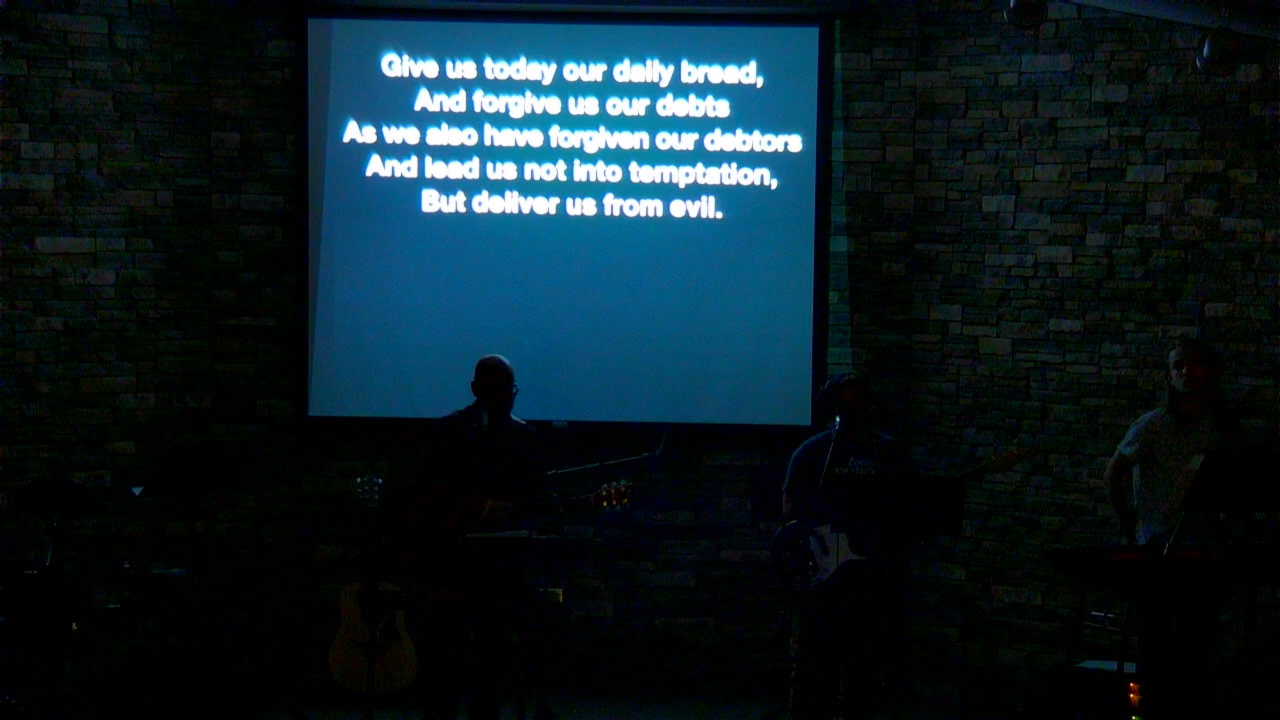 Give us today our daily bread,
And forgive us our debts
As we also have forgiven our debtors
And lead us not into temptation,
But deliver us from evil.